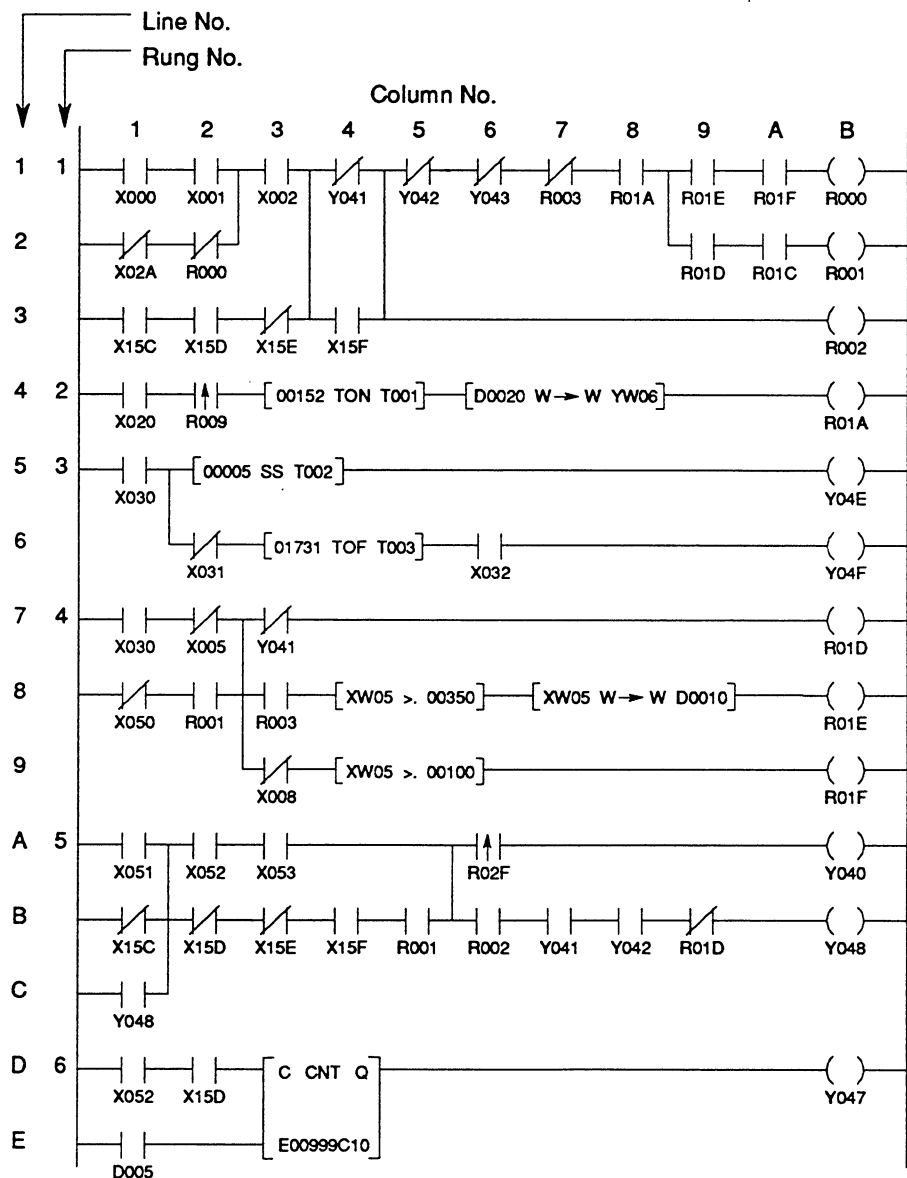 Line No.
Rung No.
Column No.
1 2 3 4 5 6 7 8 9 A B
1 1
X000 X001 X002 Y041 Y042 Y043 R003 R01A R01E R01F R000
2
X02A R000 R01D R01C R001
3
X15C X15D X15E X15F R002
4 2 00152 TON T001 D0020 W→W YW06
X020 R009 R01A
5 3 00005 SS T002
X030 Y04E
6 01731 TOF T003
X031 X032 Y04F
7 4
X030 X005 Y041 R01D
8 XW05 >. 00350 XW05 W→W D0010
X050 R001 R003 R01E
9 XW05 >. 00100
X008 R01F
A 5
X051 X052 X053 R02F Y040
B
X15C X15D X15E X15F R001 R002 Y041 Y042 R01D Y048
C
Y048
D 6 C CNT Q
X052 X15D Y047
E E00999C10
D005